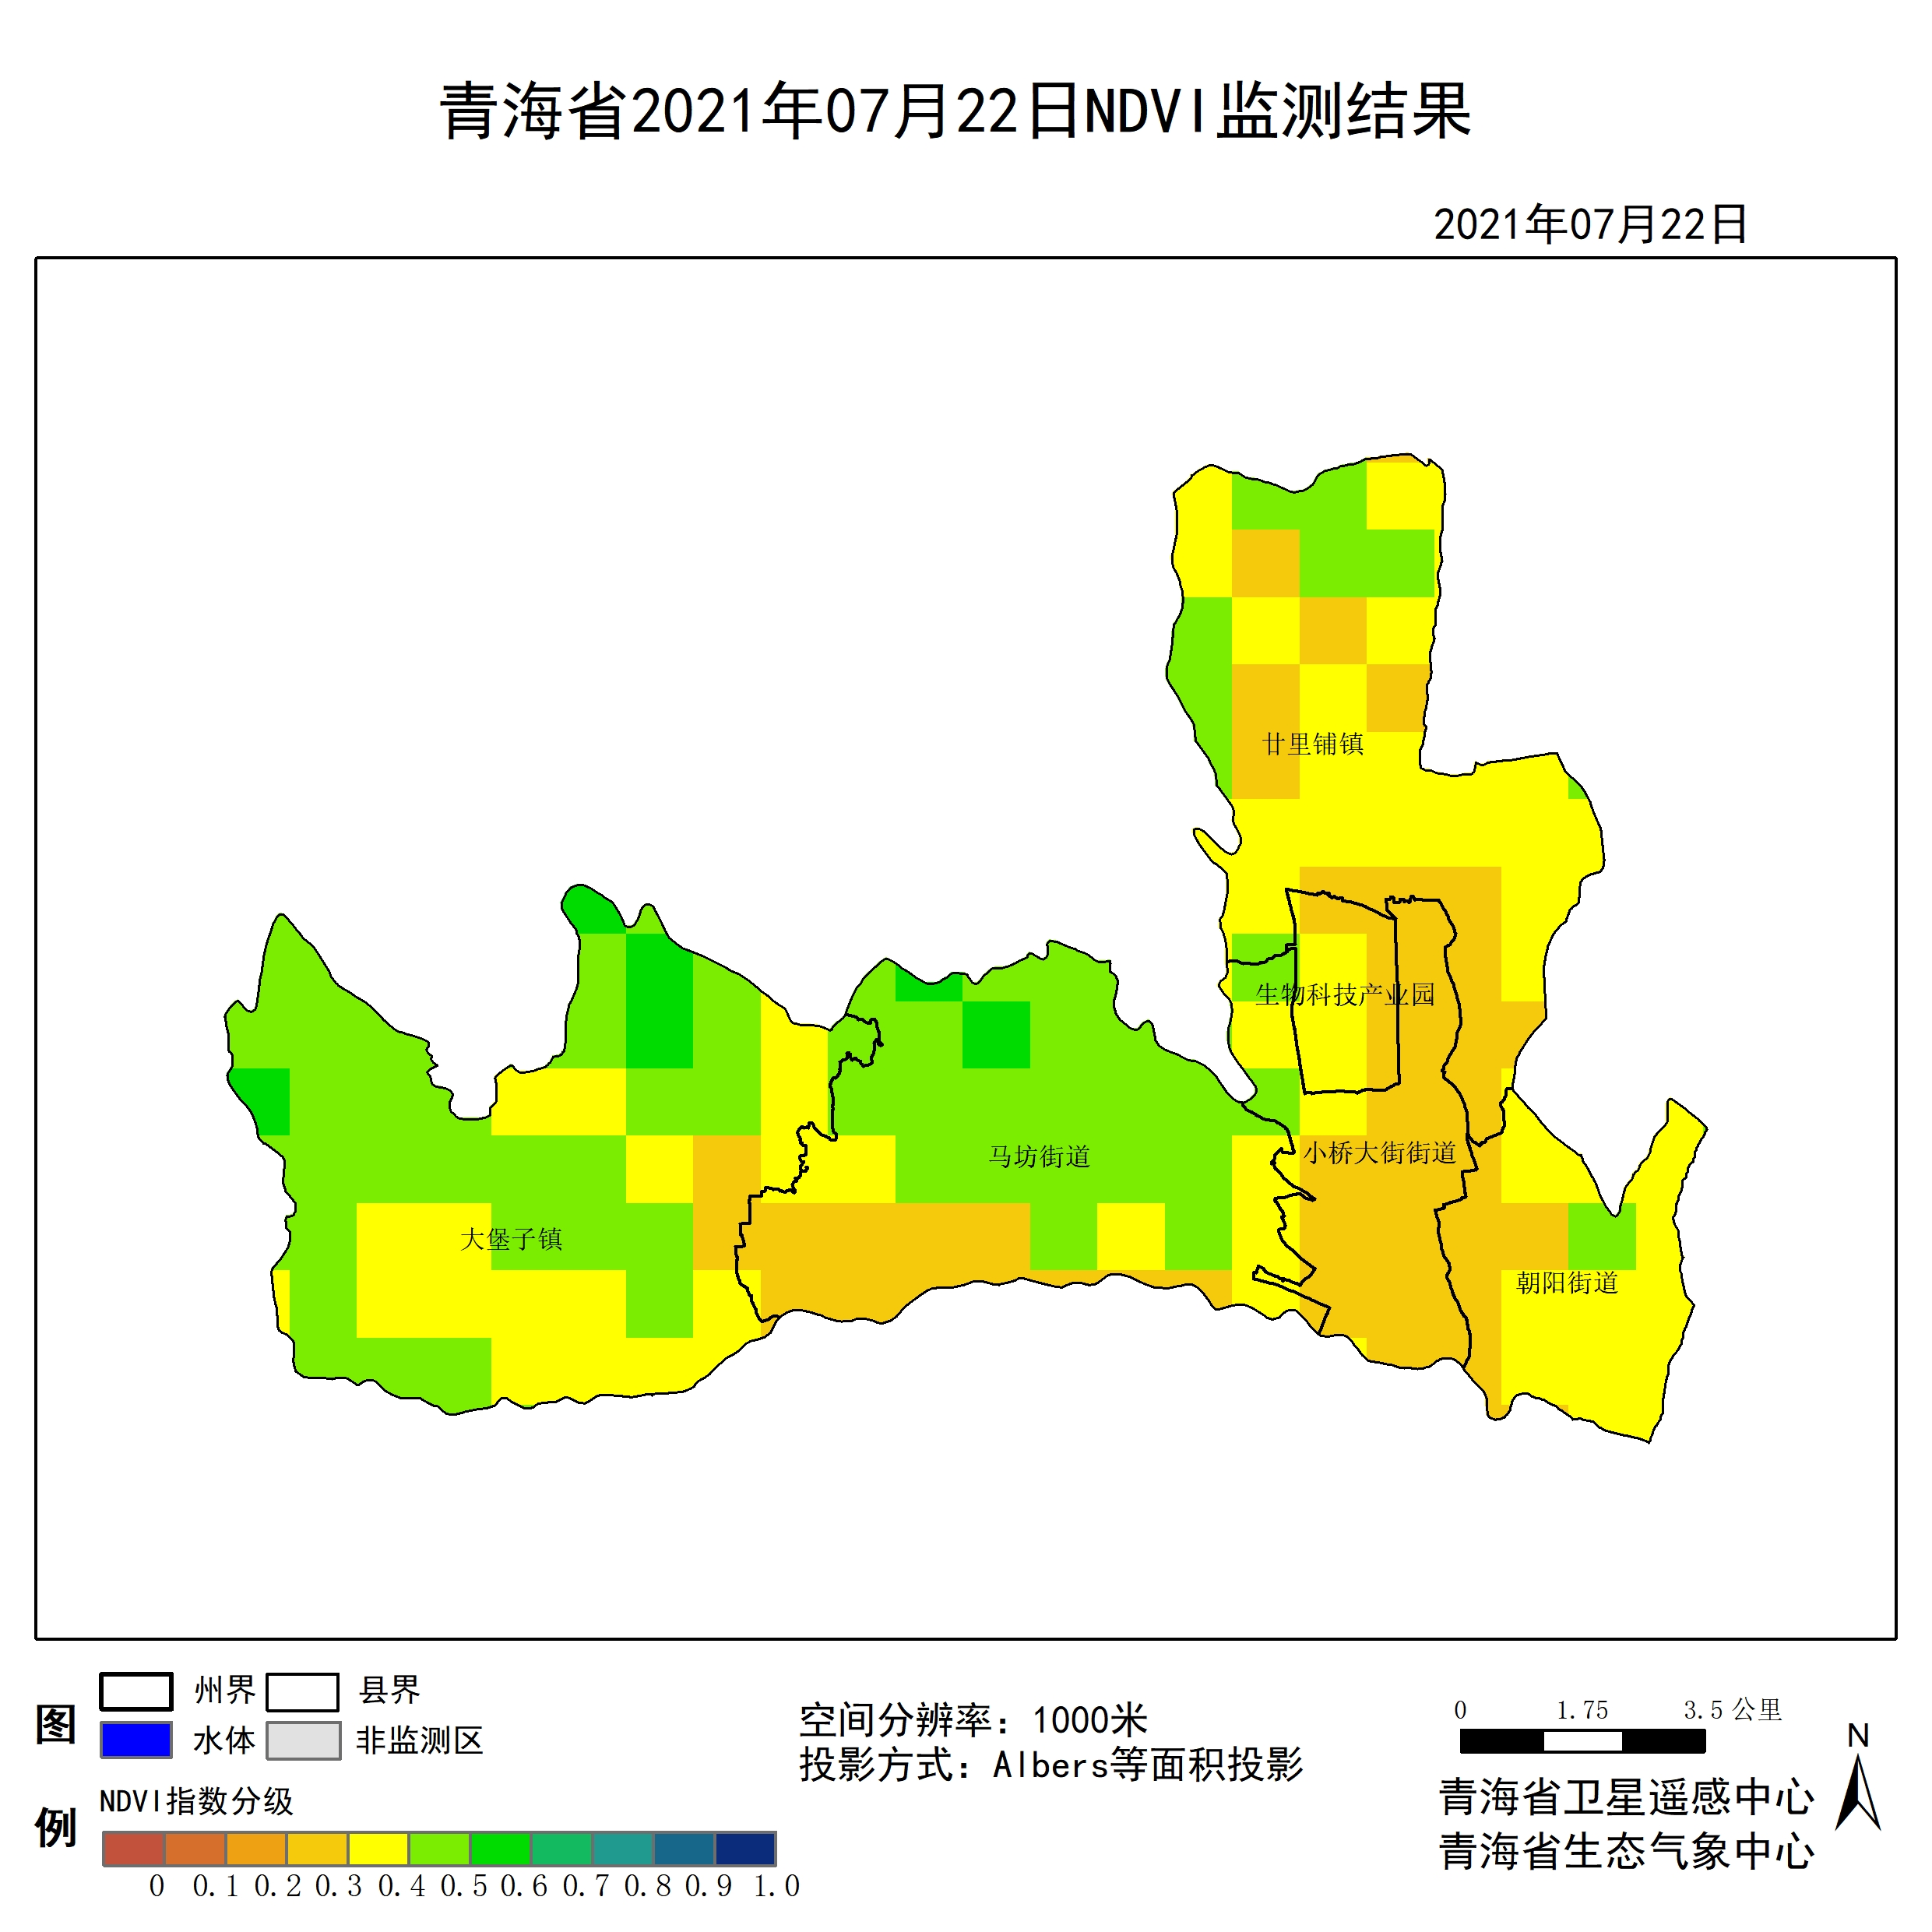 青海省2021年07月22日NDVI监测结果
2021年07月22日
廿里铺镇
生物科技产业园
马坊街道
小桥大街街道
大堡子镇
朝阳街道
图例
州界
县界
水体
非监测区
NDVI指数分级
0 0.1 0.2 0.3 0.4 0.5 0.6 0.7 0.8 0.9 1.0
空间分辨率：1000米
投影方式：Albers等面积投影
0 1.75 3.5 公里
N
青海省卫星遥感中心
青海省生态气象中心